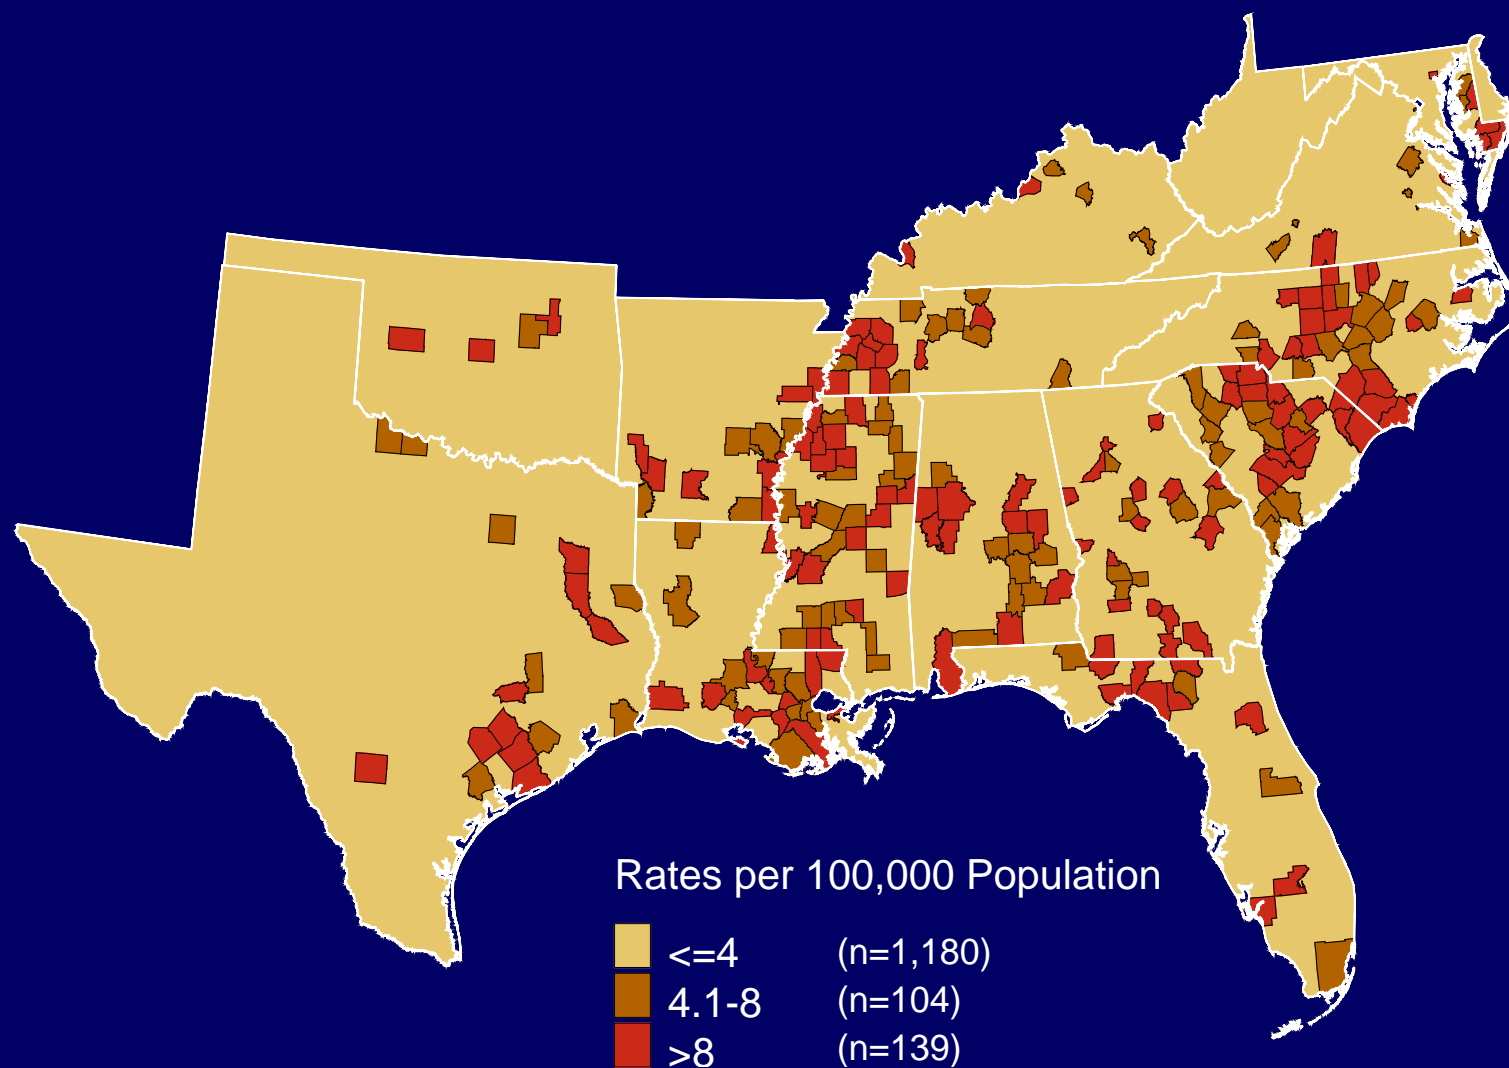 Rates per 100,000 Population
<=4 (n=1,180)
4.1-8 (n=104)
>8 (n=139)